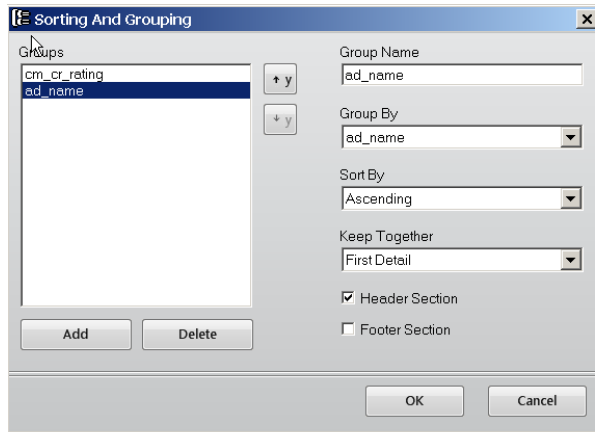 Sorting And Grouping
Groups
cm_cr_rating
ad_name
y
y
Add
Delete
Group Name
ad_name
Group By
ad_name
Sort By
Ascending
Keep Together
First Detail
Header Section
Footer Section
OK
Cancel